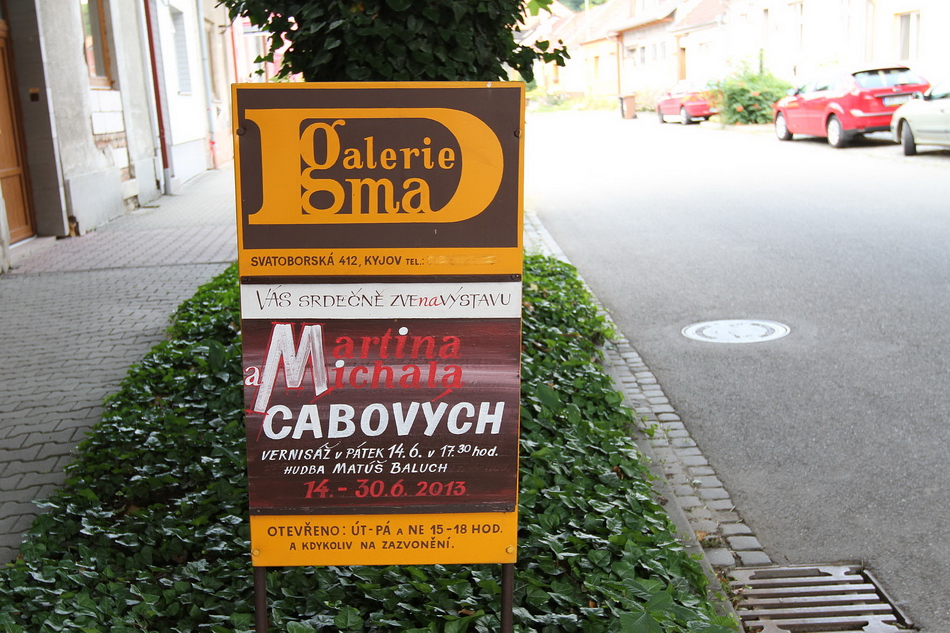 galerie
Doma
SVATOBORSKÁ 412, KYJOV TEL.:
VÁS SRDEČNĚ ZVE na VÝSTAVU
Martina
a Michala
CABOVÝCH
VERNISÁŽ v PÁTEK 14.6. v 17.30 hod.
HUDBA MATÚŠ BALUCH
14. - 30.6. 2013
OTEVŘENO: ÚT-PÁ A NE 15-18 HOD.
A KDYKOLIV NA ZAZVONĚNÍ.